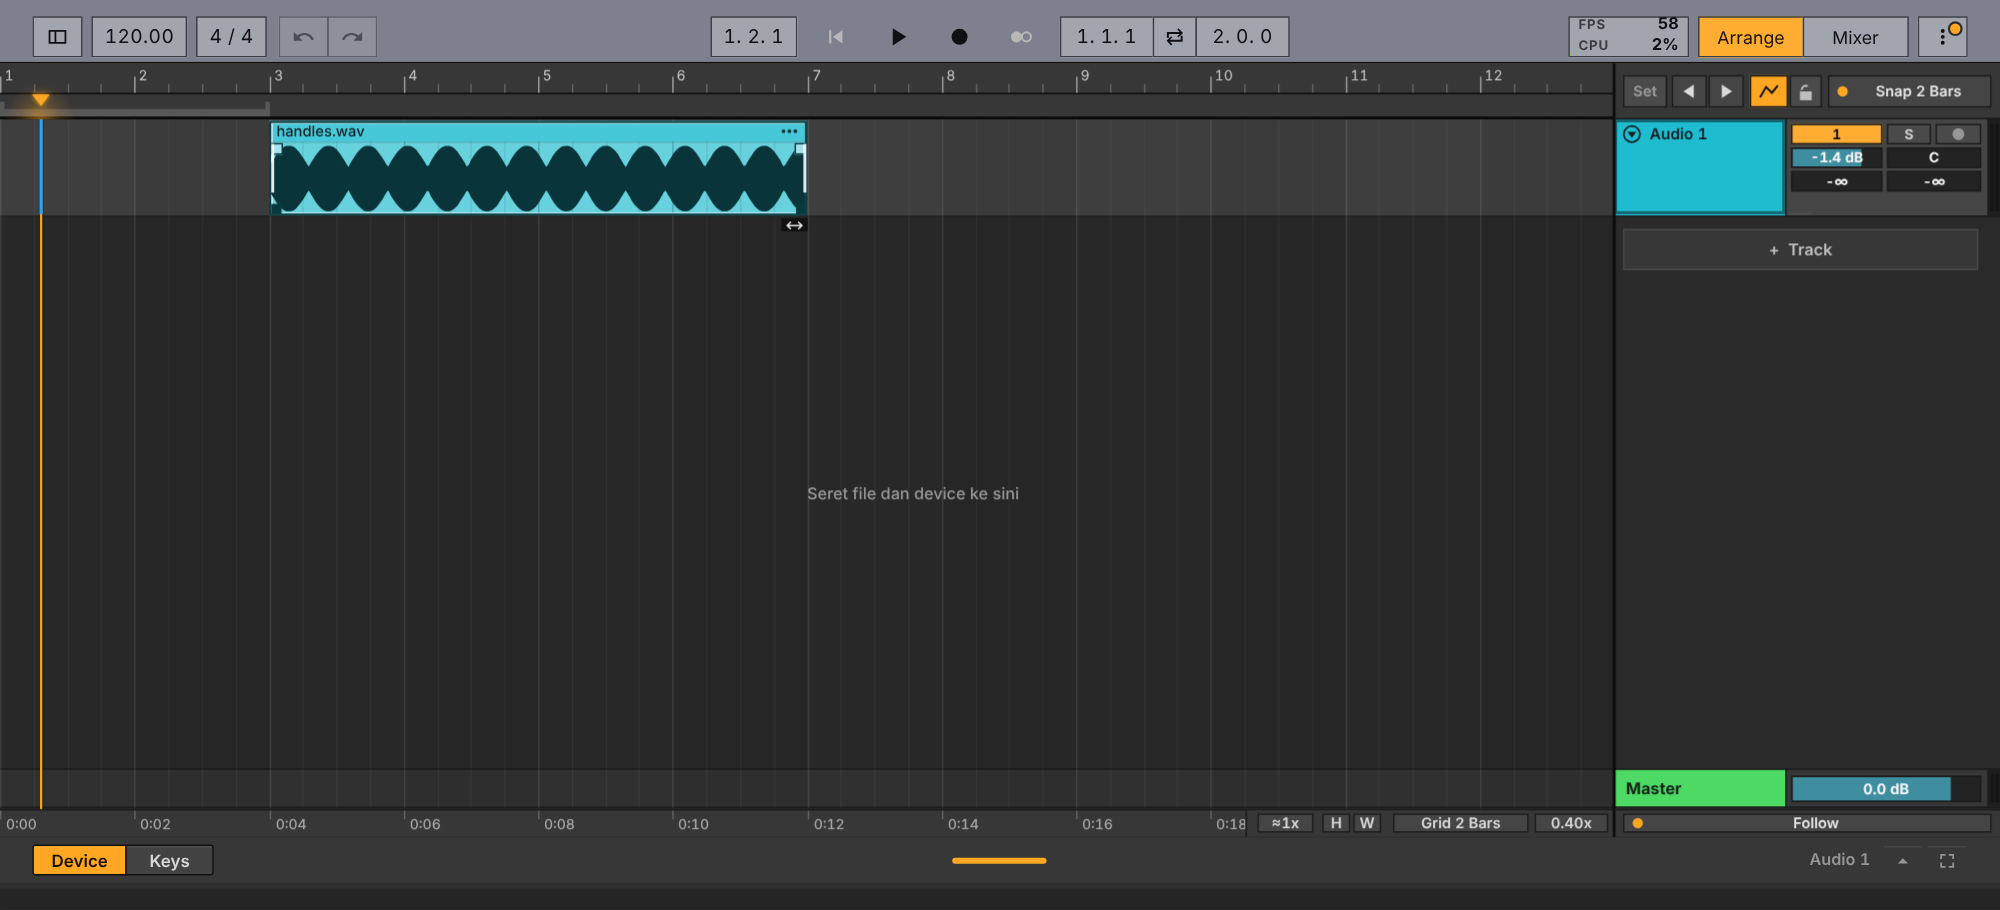 120.00 4 / 4 1. 2. 1 1. 1. 1 2. 0. 0 FPS 58 Arrange Mixer
CPU 2%
1 2 3 4 5 6 7 8 9 10 11 12
Set Snap 2 Bars
handles.wav
Audio 1 1 S
-1.4 dB C
-∞ -∞
+ Track
Seret file dan device ke sini
Master 0.0 dB
0:00 0:02 0:04 0:06 0:08 0:10 0:12 0:14 0:16 0:18 ≈1x H W Grid 2 Bars 0.40x Follow
Device Keys Audio 1